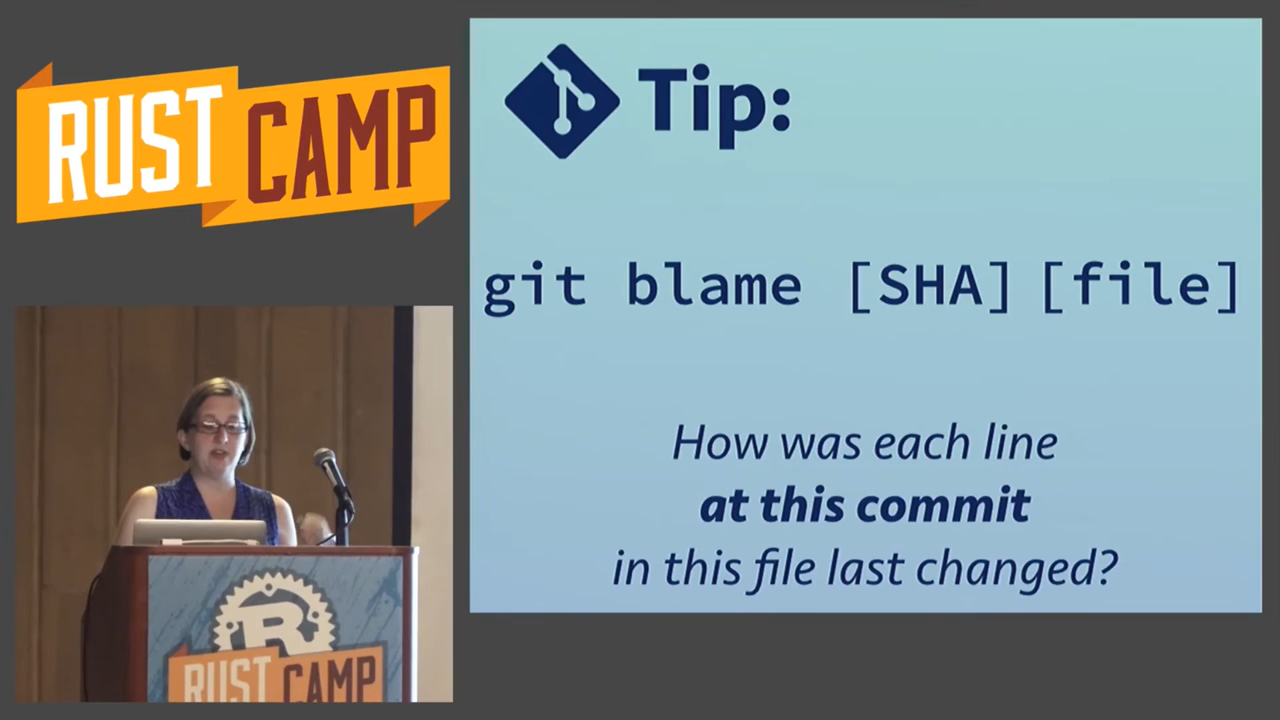 RUST CAMP
Tip:
git blame [SHA] [file]
How was each line
at this commit
in this file last changed?
R
RUST CAMP